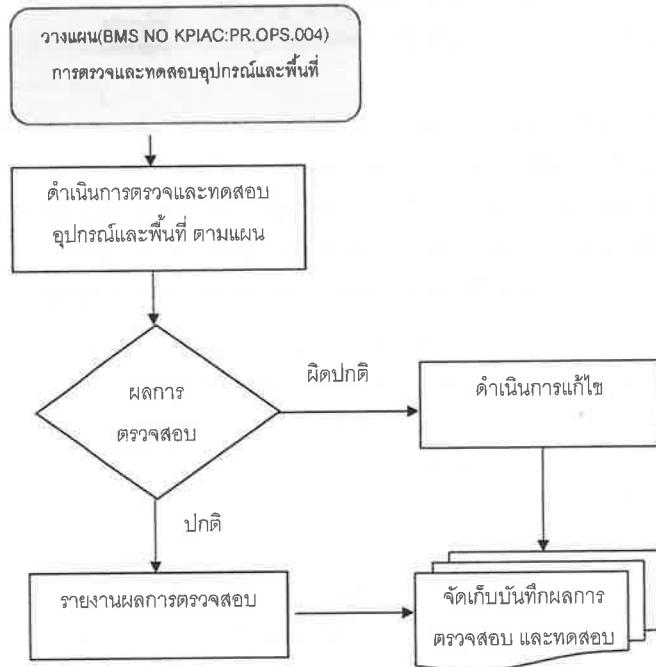 วางแผน(BMS NO KPIAC:PR.OPS.004)
การตรวจและทดสอบอุปกรณ์และพื้นที่
ดำเนินการตรวจและทดสอบ
อุปกรณ์และพื้นที่ ตามแผน
ผลการ
ตรวจสอบ
ผิดปกติ
ดำเนินการแก้ไข
ปกติ
รายงานผลการตรวจสอบ
จัดเก็บบันทึกผลการ
ตรวจสอบ และทดสอบ